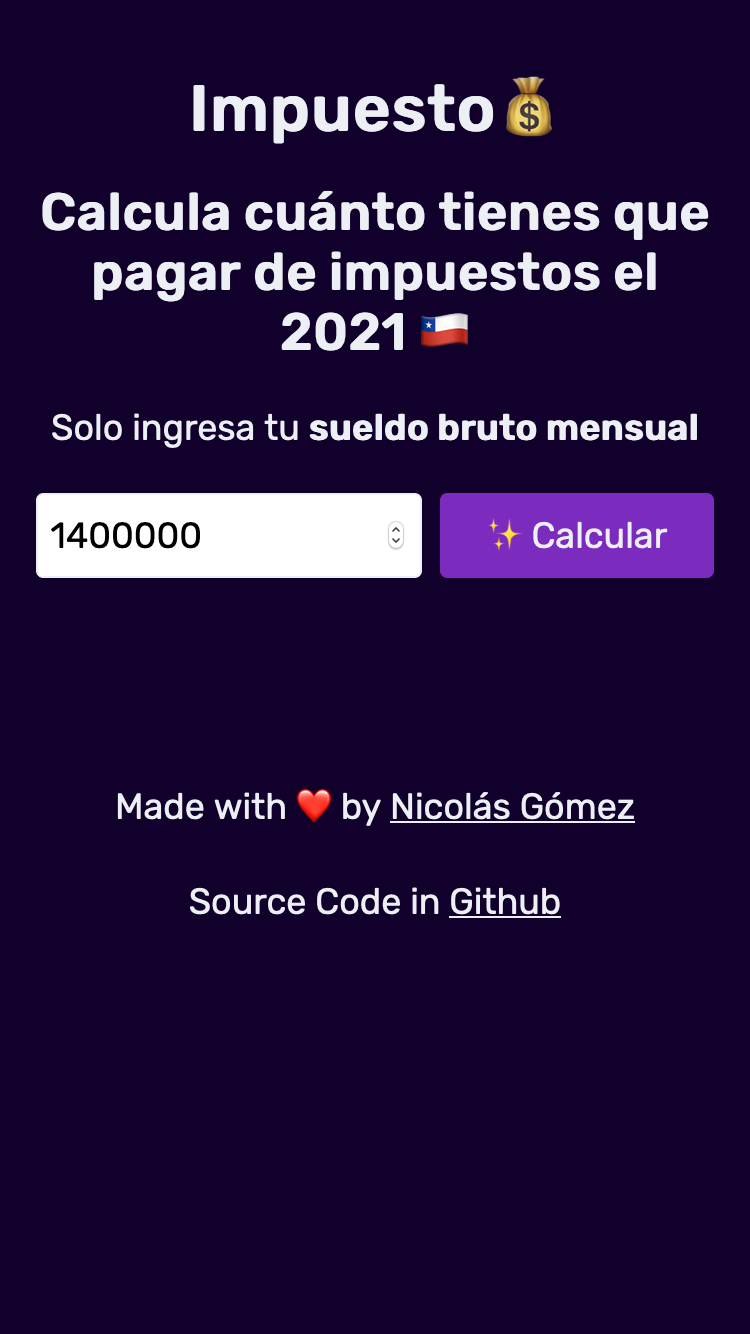 Impuesto💰
Calcula cuánto tienes que
pagar de impuestos el
2021 🇨🇱
Solo ingresa tu sueldo bruto mensual
1400000
✨ Calcular
Made with ❤️ by Nicolás Gómez
Source Code in Github